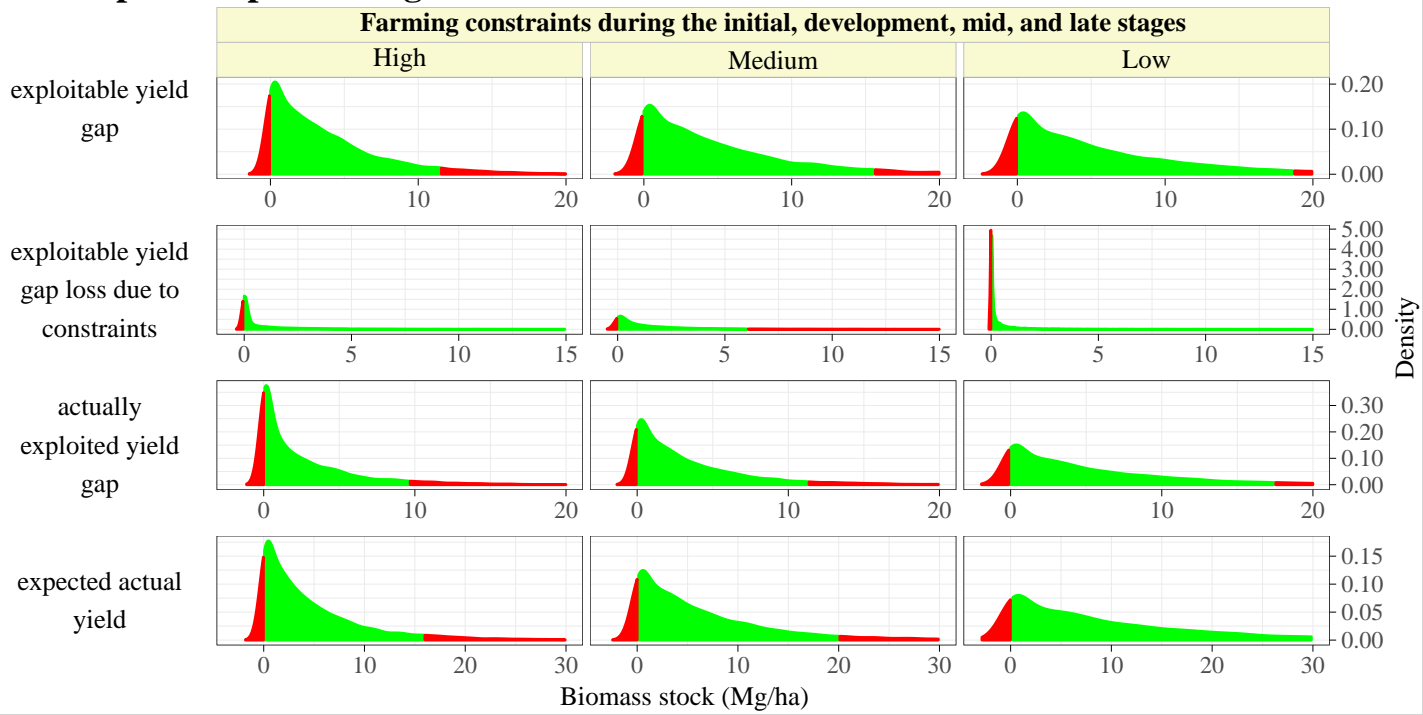 Farming constraints during the initial, development, mid, and late stages
High Medium Low
exploitable yield
gap
0.20
0.10
0.00
0 10 20 0 10 20 0 10 20
exploitable yield
gap loss due to
constraints
5.00
4.00
3.00
2.00
1.00
0.00
0 5 10 15 0 5 10 15 0 5 10 15
Density
actually
exploited yield
gap
0.30
0.20
0.10
0.00
0 10 20 0 10 20 0 10 20
expected actual
yield
0.15
0.10
0.05
0.00
0 10 20 30 0 10 20 30 0 10 20 30
Biomass stock (Mg/ha)